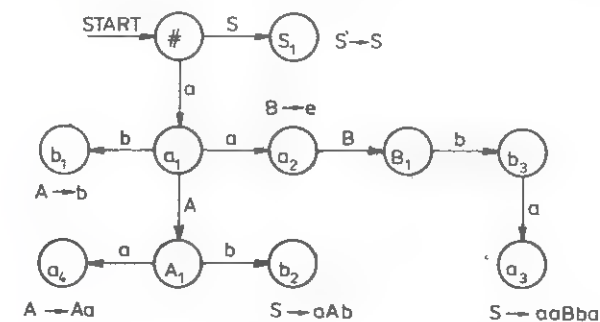 START # S S₁ S' → S
a
B → e
b₁ b a₁ a a₂ B B₁ b b₃
A → b
A a
a₄ a A₁ b b₂ a₃
A → Aa S → aAb S → aaBba